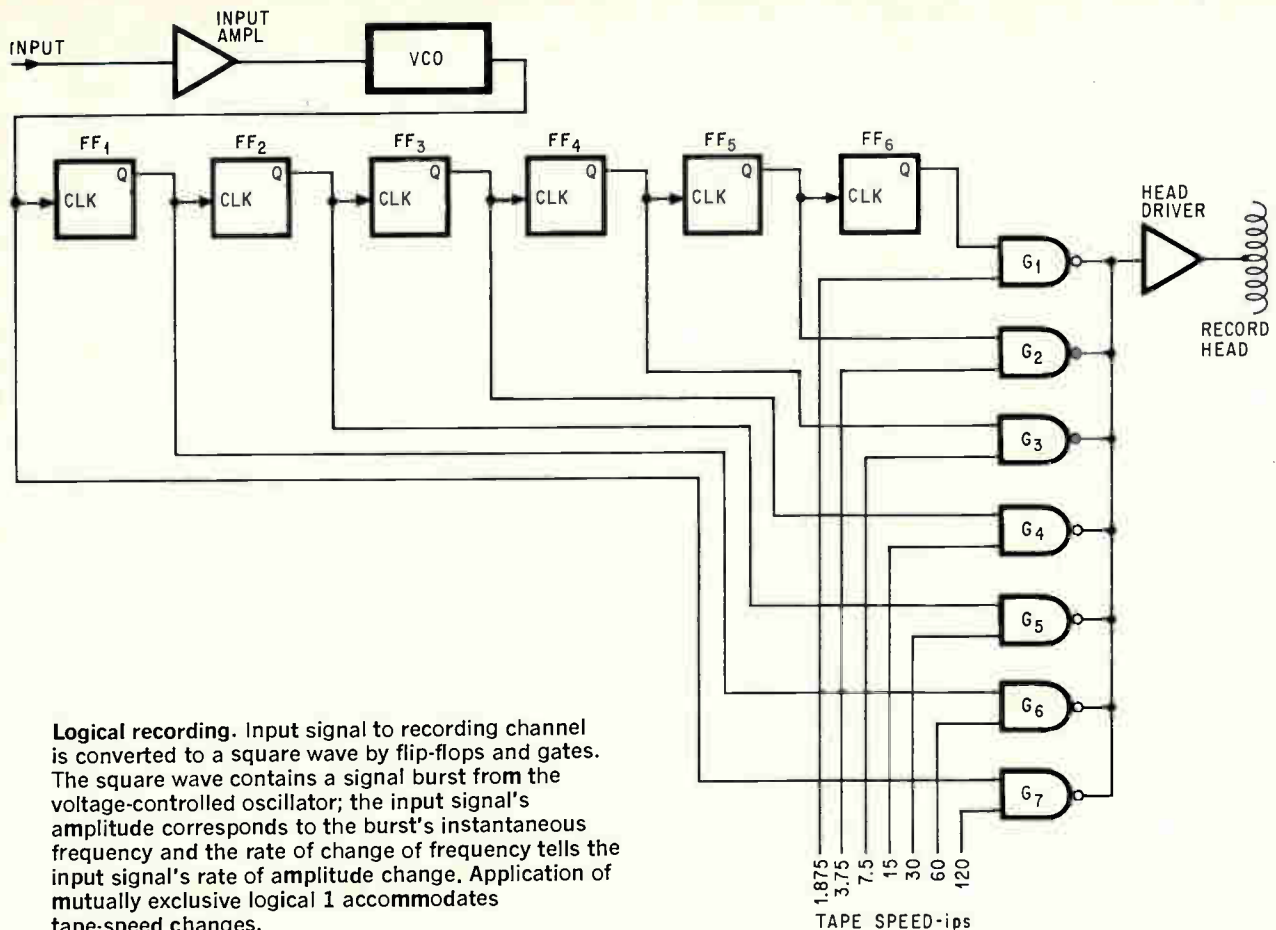 INPUT
AMPL
INPUT
VCO
FF1
FF2
FF3
FF4
FF5
FF6
Q
Q
Q
Q
Q
Q
CLK
CLK
CLK
CLK
CLK
CLK
HEAD
DRIVER
G1
RECORD
HEAD
G2
G3
G4
G5
G6
G7
1.875
3.75
7.5
15
30
60
120
TAPE SPEED-ips
Logical recording. Input signal to recording channel
is converted to a square wave by flip-flops and gates.
The square wave contains a signal burst from the
voltage-controlled oscillator; the input signal's
amplitude corresponds to the burst's instantaneous
frequency and the rate of change of frequency tells the
input signal's rate of amplitude change. Application of
mutually exclusive logical 1 accommodates
tape-speed changes.